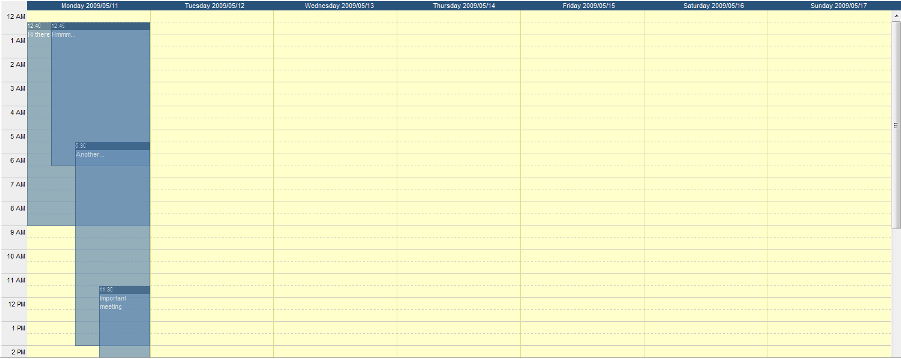 Monday 2009/05/11 Tuesday 2009/05/12 Wednesday 2009/05/13 Thursday 2009/05/14 Friday 2009/05/15 Saturday 2009/05/16 Sunday 2009/05/17
12 AM
12:40 12:40
Hi there Hmmm...
1 AM
2 AM
3 AM
4 AM
5 AM
5:30
Another...
6 AM
7 AM
8 AM
9 AM
10 AM
11 AM
11:30
Important
12 PM
meeting
1 PM
2 PM